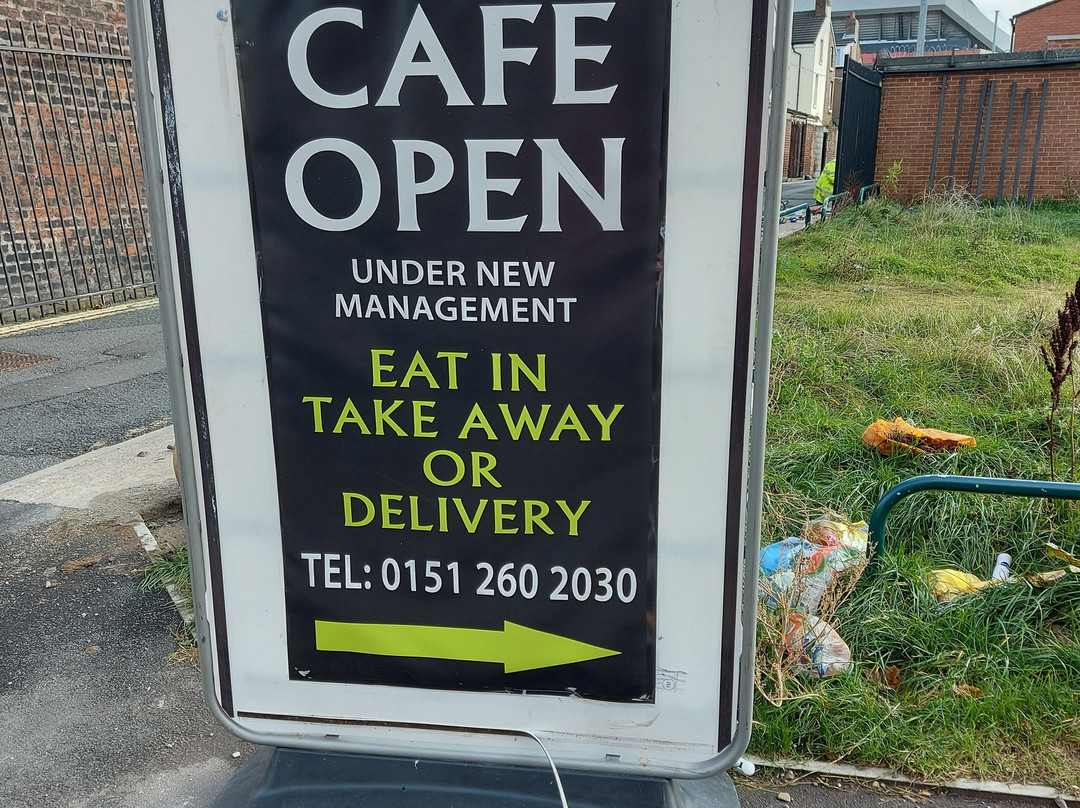 CAFE
OPEN
UNDER NEW
MANAGEMENT
EAT IN
TAKE AWAY
OR
DELIVERY
TEL: 0151 260 2030